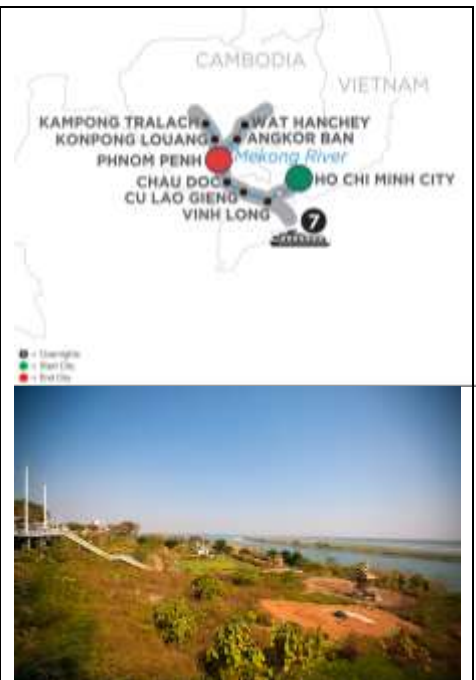 CAMBODIA
VIETNAM
KAMPONG TRALACH
WAT HANCHEY
KONPONG LOUANG
ANGKOR BAN
PHNOM PENH
Mekong River
CHAU DOC
HO CHI MINH CITY
CU LAO GIENG
VINH LONG
7
= Overnights
= Start City
= End City